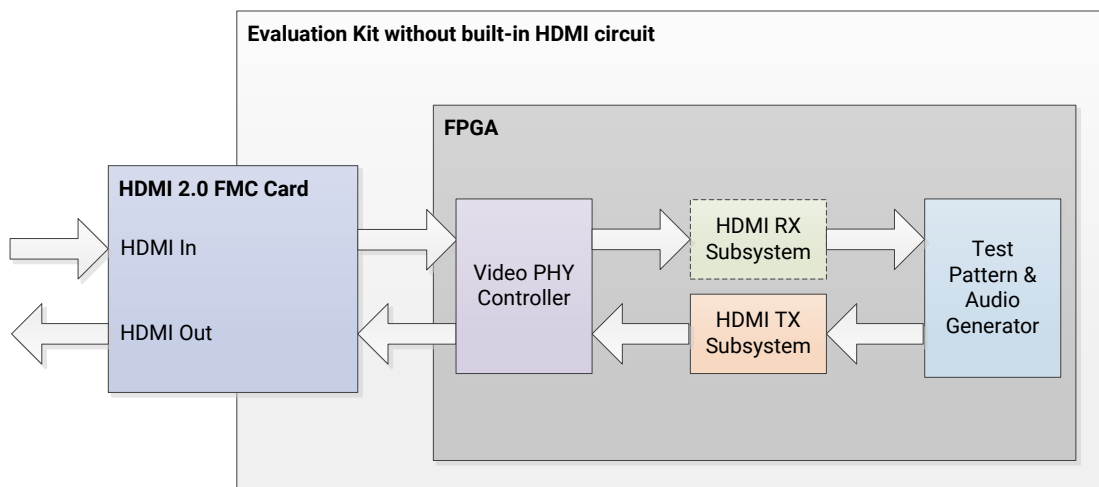 Evaluation Kit without built-in HDMI circuit
FPGA
HDMI 2.0 FMC Card
HDMI In
HDMI Out
Video PHY
Controller
HDMI RX
Subsystem
HDMI TX
Subsystem
Test
Pattern &
Audio
Generator